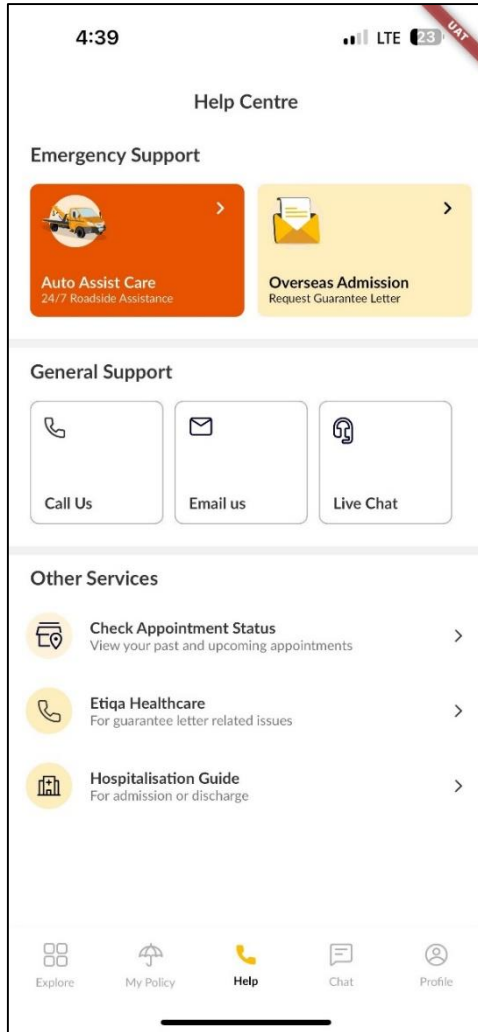 4:39
LTE 23
UAT
Help Centre
Emergency Support
Auto Assist Care
24/7 Roadside Assistance
Overseas Admission
Request Guarantee Letter
General Support
Call Us
Email us
Live Chat
Other Services
Check Appointment Status
View your past and upcoming appointments
Etiqa Healthcare
For guarantee letter related issues
Hospitalisation Guide
For admission or discharge
Explore
My Policy
Help
Chat
Profile